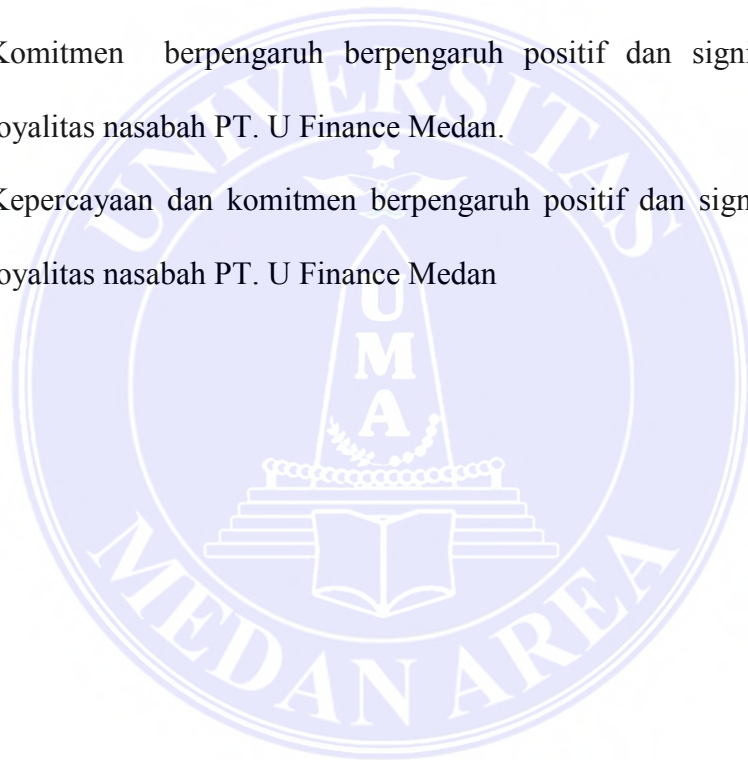 Komitmen berpengaruh berpengaruh positif dan signi
oyalitas nasabah PT. U Finance Medan.
Kepercayaan dan komitmen berpengaruh positif dan sign
oyalitas nasabah PT. U Finance Medan
UNIVERSITAS
U
M
A
MEDAN AREA